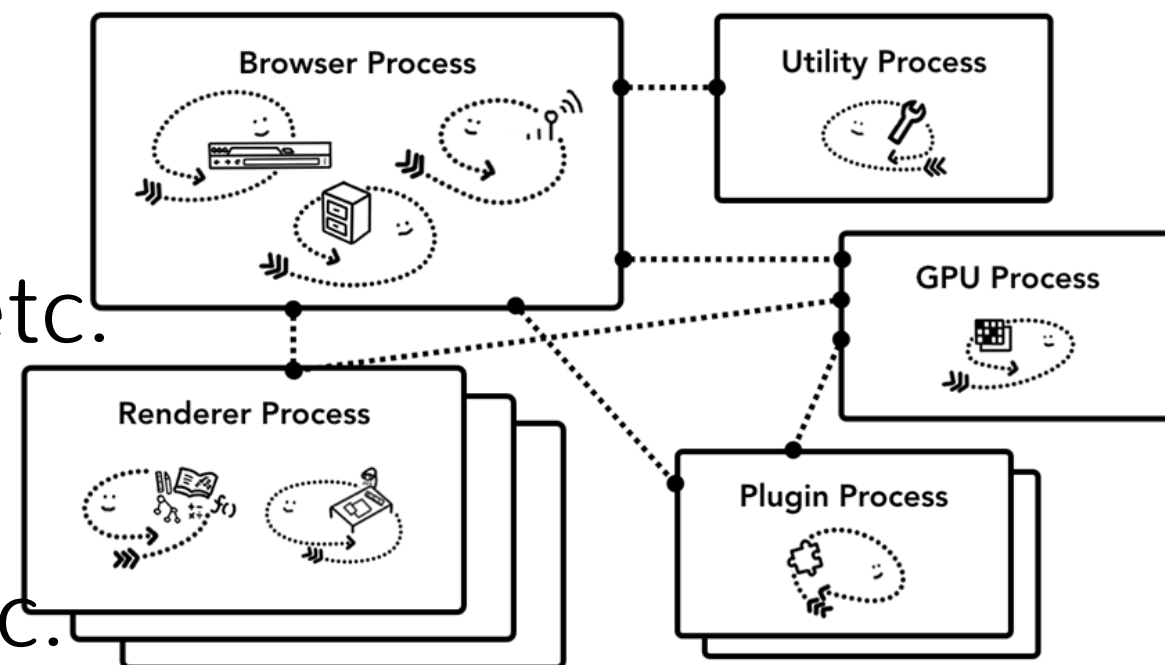 Browser Process
Utility Process
GPU Process
etc.
Renderer Process
f()
Plugin Process
c.